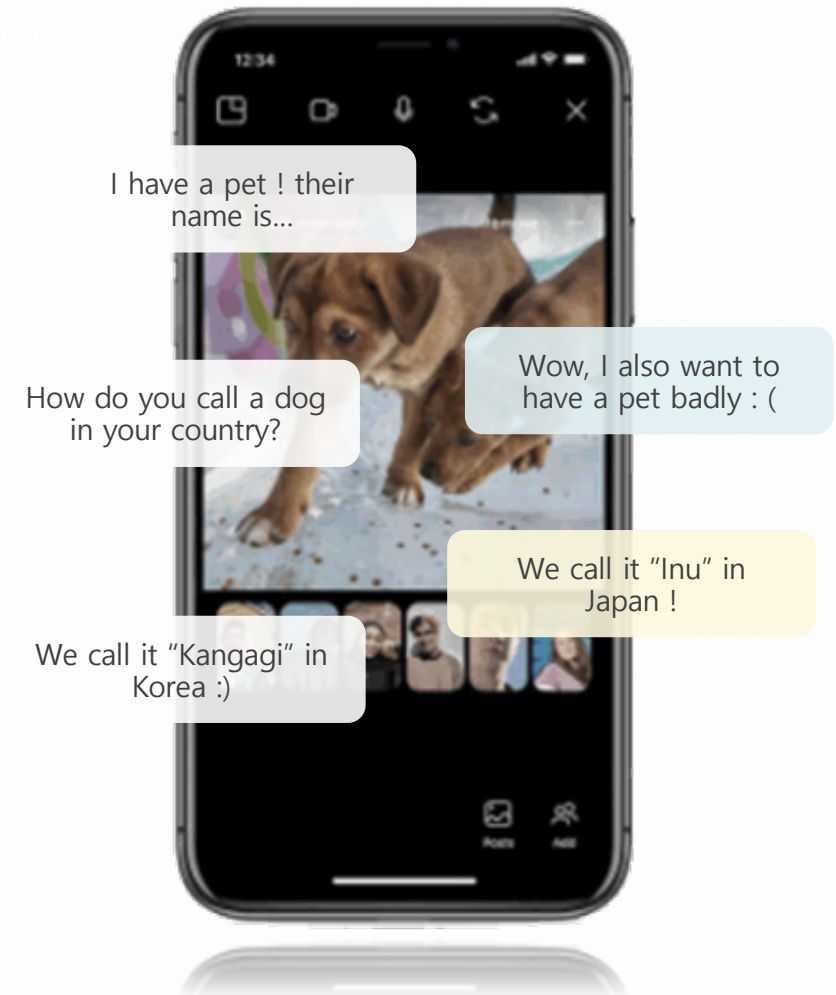 12:34
I have a pet ! their
name is...
Wow, I also want to
have a pet badly : (
How do you call a dog
in your country?
We call it "Inu" in
Japan !
We call it "Kangagi" in
Korea :)
Posts
Add